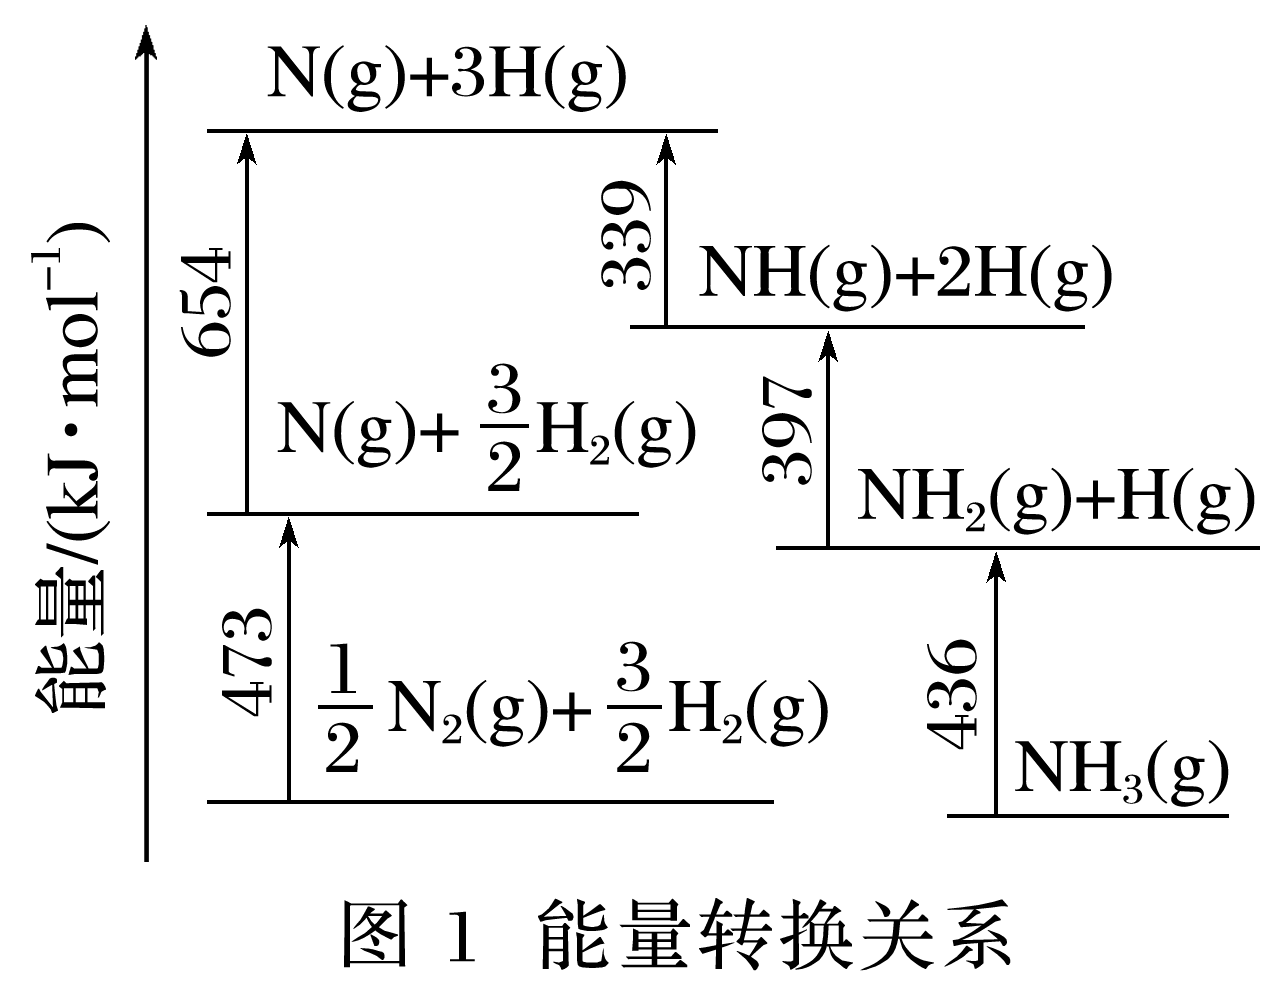 能量/(kJ·mol⁻¹)
N(g)+3H(g)
654
339
NH(g)+2H(g)
N(g)+ 3/2 H₂(g)
397
NH₂(g)+H(g)
473
1/2 N₂(g)+ 3/2 H₂(g)
436
NH₃(g)
图 1 能量转换关系